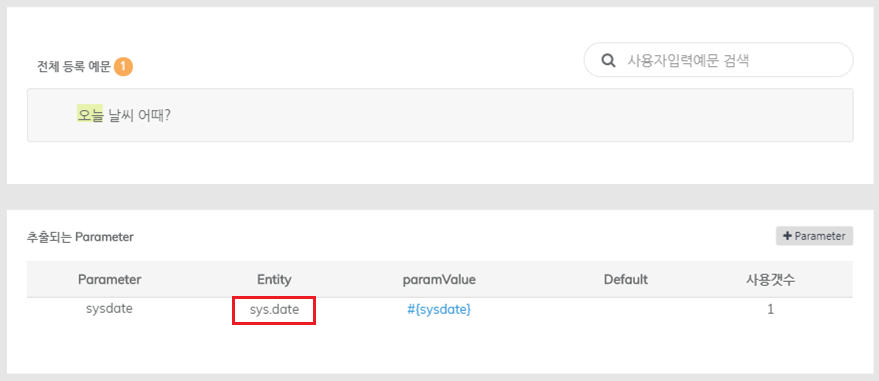 전체 등록 예문 1
사용자입력예문 검색
오늘 날씨 어때?
추출되는 Parameter
+ Parameter
Parameter Entity paramValue Default 사용갯수
sysdate sys.date #{sysdate} 1